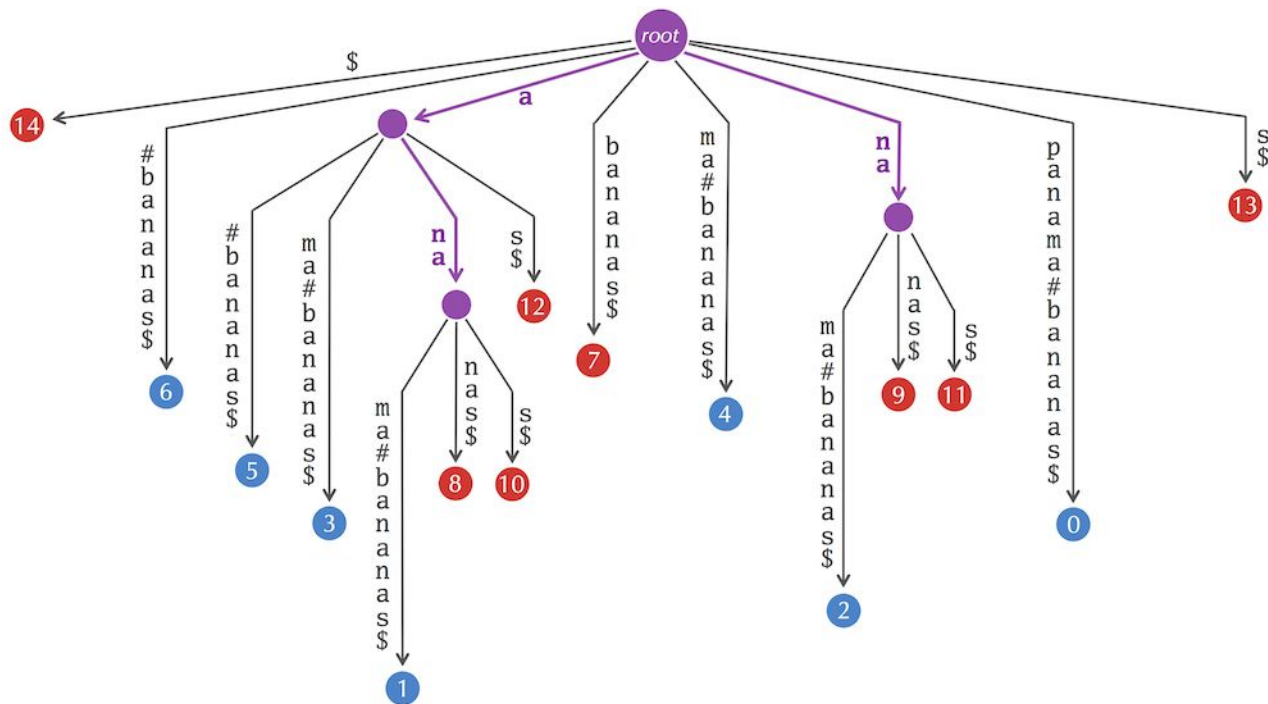 root
$
a
14
#bananas$
bananas$
ma#bananas$
na
panama#bananas$
s$
13
#bananas$
ma#bananas$
na
s$
12
7
6
4
ma#bananas$
nas$
s$
9
11
ma#bananas$
nas$
s$
5
8
10
3
0
2
1